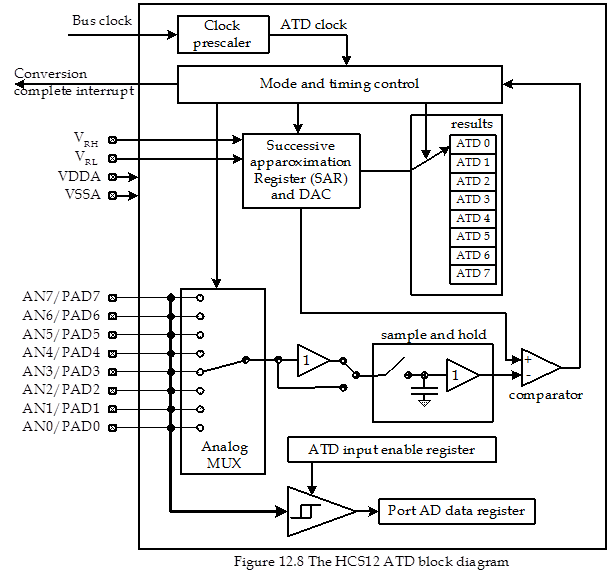 Bus clock
Clock
prescaler
ATD clock
Conversion
complete interrupt
Mode and timing control
results
VRH
VRL
VDDA
VSSA
Successive
apparoximation
Register (SAR)
and DAC
ATD 0
ATD 1
ATD 2
ATD 3
ATD 4
ATD 5
ATD 6
ATD 7
AN7/PAD7
AN6/PAD6
AN5/PAD5
AN4/PAD4
AN3/PAD3
AN2/PAD2
AN1/PAD1
AN0/PAD0
Analog
MUX
1
sample and hold
1
+
-
comparator
ATD input enable register
Port AD data register
Figure 12.8 The HCS12 ATD block diagram